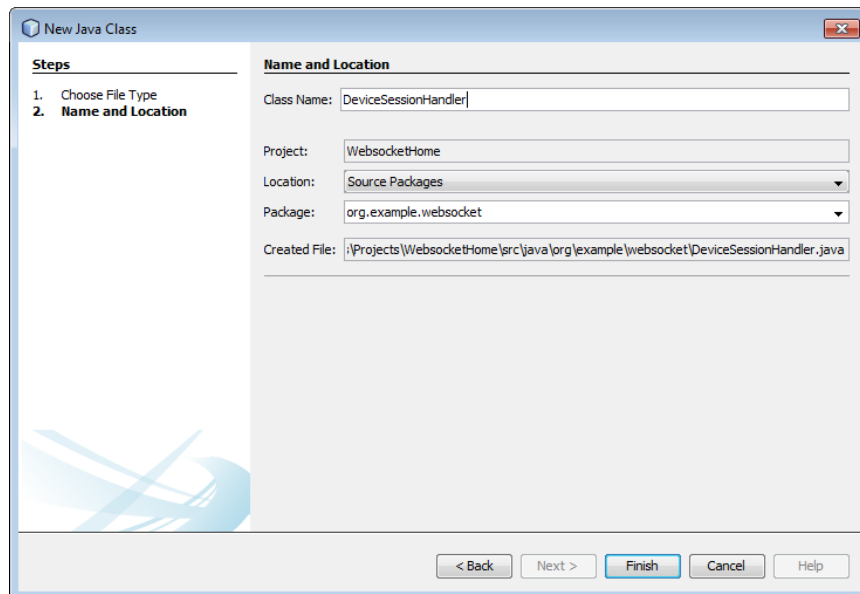 New Java Class
Steps
1. Choose File Type
2. Name and Location
Name and Location
Class Name: DeviceSessionHandler
Project: WebsocketHome
Location: Source Packages
Package: org.example.websocket
Created File: :\Projects\WebsocketHome\src\java\org\example\websocket\DeviceSessionHandler.java
< Back Next > Finish Cancel Help